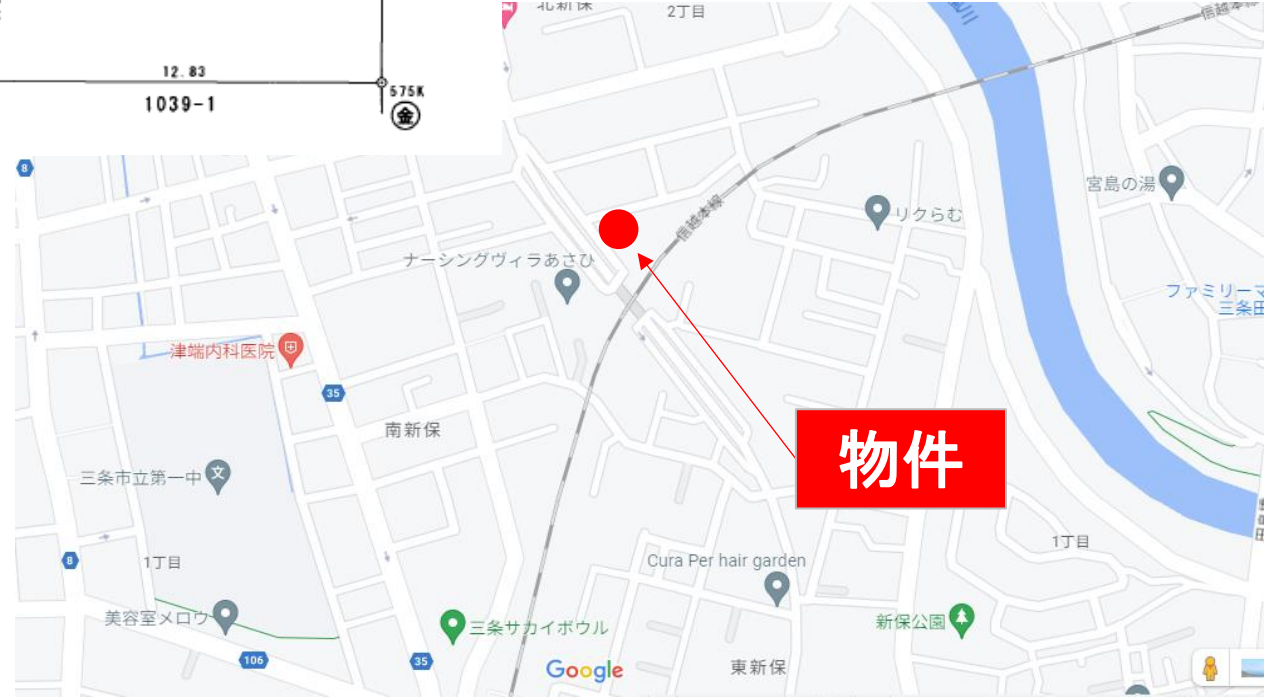 12.83
1039-1
575K
金
北新保
2丁目
信越本
8
宮島の湯
リクらむ
信越本線
ナーシングヴィラあさひ
ファミリーマ
三条田
津端内科医院
35
物件
南新保
三条市立第一中
文
1丁目
8
Cura Per hair garden
1丁目
美容室メロウ
三条サカイボウル
新保公園
106
35
Google
東新保